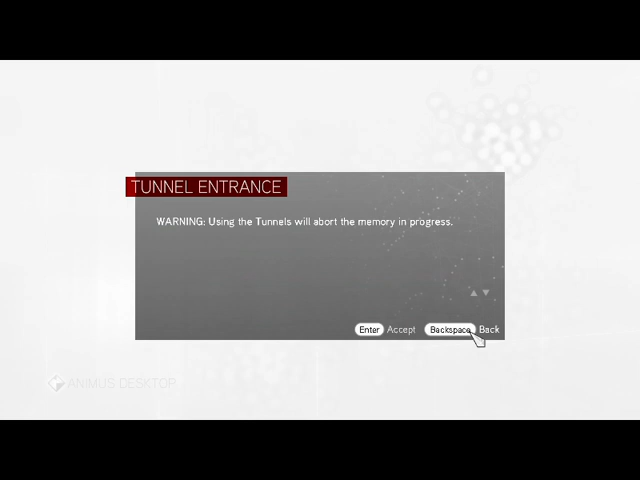 TUNNEL ENTRANCE
WARNING: Using the Tunnels will abort the memory in progress.
Enter Accept Backspace Back
ANIMUS DESKTOP